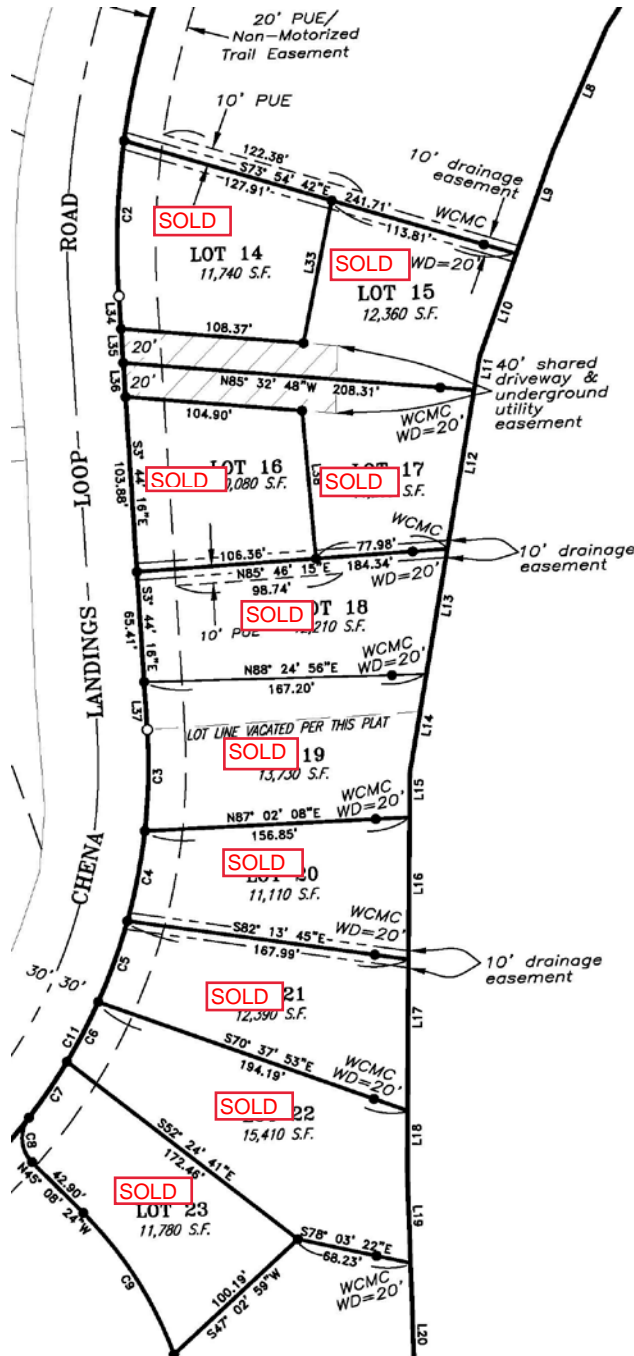 20' PUE/
Non-Motorized
Trail Easement
L8
10' PUE
10' drainage
easement
L9
122.38'
S73° 54' 42"E
241.71'
127.91'
113.81'
WCMC
WD=20'
ROAD
C2
SOLD
LOT 14
11,740 S.F.
L33
SOLD
LOT 15
12,360 S.F.
L10
L34
108.37'
L35
20'
N85° 32' 48"W
208.31'
L11
40' shared
driveway &
underground
utility
easement
L36
20'
104.90'
WCMC
WD=20'
L12
LOOP
S3° 44' 16"E
103.88'
SOLD
LOT 16
,080 S.F.
SOLD
LOT 17
S.F.
WCMC
106.36'
77.98'
N85° 46' 15"E
184.34'
98.74'
WD=20'
10' drainage
easement
10' PUE
S3° 44' 16"E
65.41'
SOLD
OT 18
,210 S.F.
L13
WCMC
WD=20'
N88° 24' 56"E
167.20'
LANDINGS
L37
LOT LINE VACATED PER THIS PLAT
L14
SOLD
19
13,730 S.F.
C3
L15
WCMC
WD=20'
N87° 02' 08"E
156.85'
CHENA
C4
SOLD
20
11,110 S.F.
L16
WCMC
WD=20'
S82° 13' 45"E
167.99'
10' drainage
easement
C5
30' 30'
SOLD
21
12,390 S.F.
L17
C6
C11
S70° 37' 53"E
194.19'
WCMC
WD=20'
C7
SOLD
22
15,410 S.F.
L18
C8
S52° 24' 41"E
172.46'
N45° 08' 24"W
42.90'
SOLD
LOT 23
11,780 S.F.
L19
S78° 03' 22"E
68.23'
WCMC
WD=20'
C9
100.19'
S47° 02' 59"W
L20